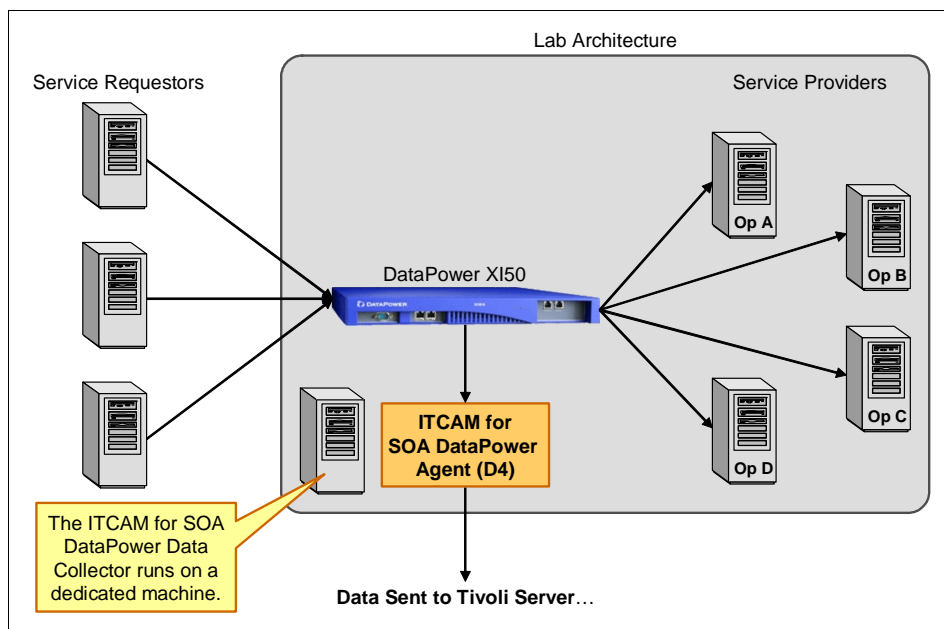 Lab Architecture
Service Requestors
Service Providers
Op A
Op B
DataPower XI50
DATAPOWER
Op C
Op D
ITCAM for
SOA DataPower
Agent (D4)
The ITCAM for SOA
DataPower Data
Collector runs on a
dedicated machine.
Data Sent to Tivoli Server…